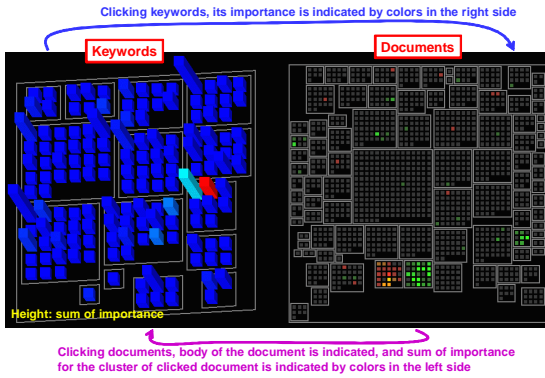 Clicking keywords, its importance is indicated by colors in the right side
Keywords
Documents
Height: sum of importance
Clicking documents, body of the document is indicated, and sum of importance
for the cluster of clicked document is indicated by colors in the left side